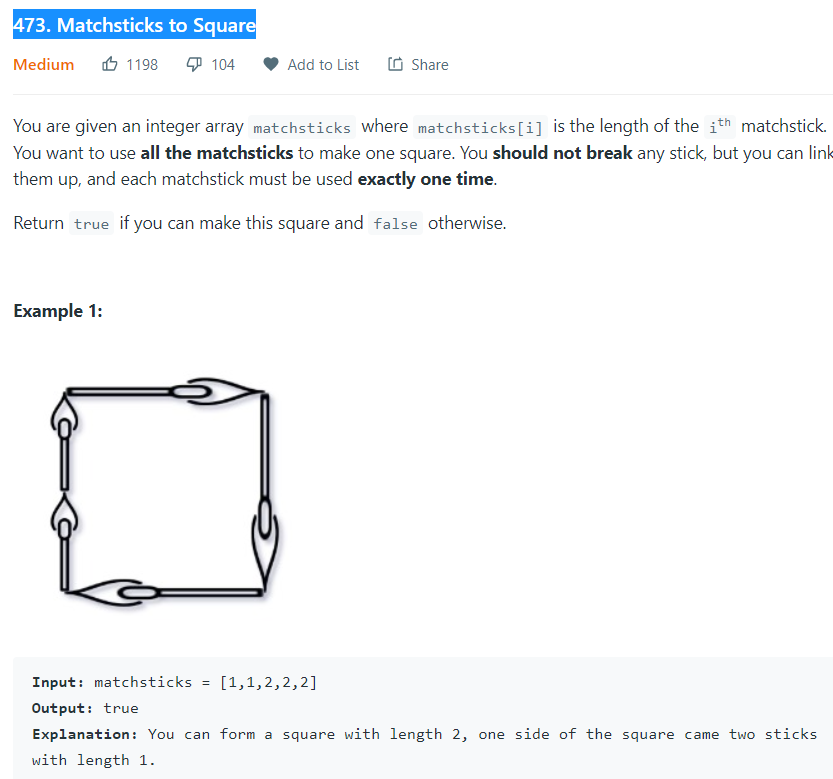 473. Matchsticks to Square
Medium 1198 104 Add to List Share
You are given an integer array matchsticks where matchsticks[i] is the length of the ith matchstick.
You want to use all the matchsticks to make one square. You should not break any stick, but you can link
them up, and each matchstick must be used exactly one time.
Return true if you can make this square and false otherwise.
Example 1:
Input: matchsticks = [1,1,2,2,2]
Output: true
Explanation: You can form a square with length 2, one side of the square came two sticks
with length 1.